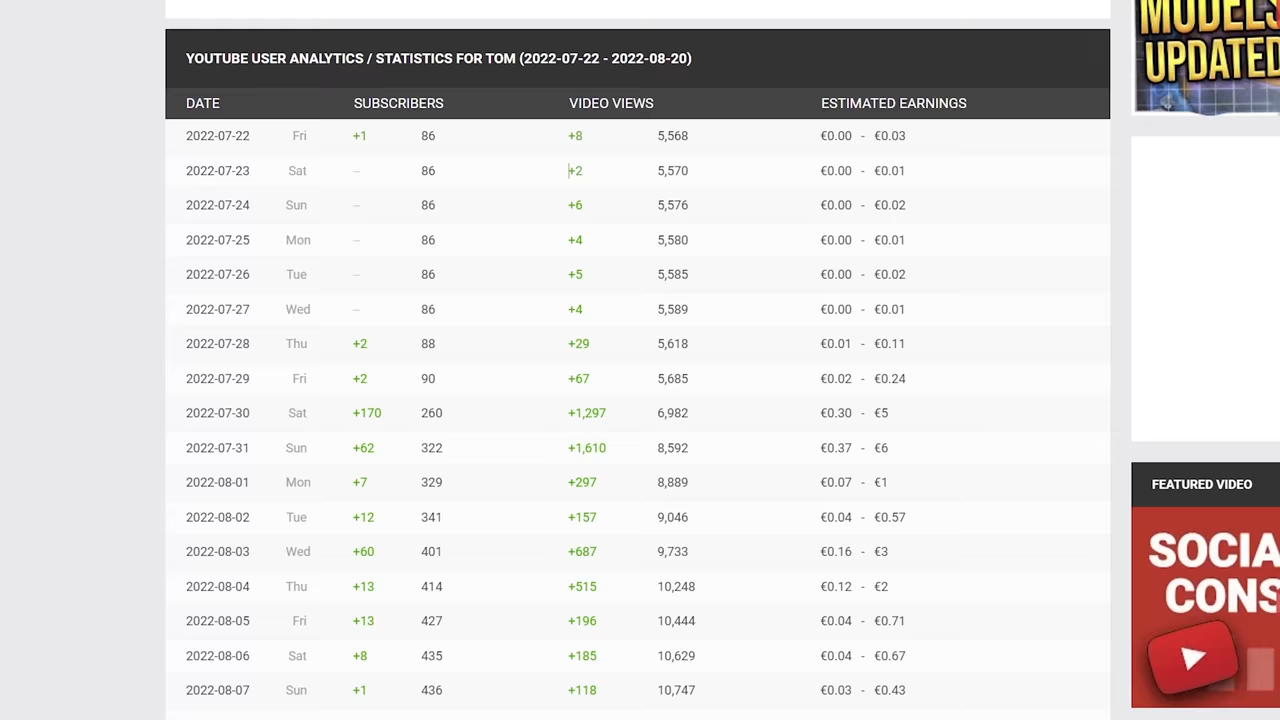 MODELS
UPDATED
YOUTUBE USER ANALYTICS / STATISTICS FOR TOM (2022-07-22 - 2022-08-20)
DATE SUBSCRIBERS VIDEO VIEWS ESTIMATED EARNINGS
2022-07-22 Fri +1 86 +8 5,568 €0.00 - €0.03
2022-07-23 Sat -- 86 +2 5,570 €0.00 - €0.01
2022-07-24 Sun -- 86 +6 5,576 €0.00 - €0.02
2022-07-25 Mon -- 86 +4 5,580 €0.00 - €0.01
2022-07-26 Tue -- 86 +5 5,585 €0.00 - €0.02
2022-07-27 Wed -- 86 +4 5,589 €0.00 - €0.01
2022-07-28 Thu +2 88 +29 5,618 €0.01 - €0.11
2022-07-29 Fri +2 90 +67 5,685 €0.02 - €0.24
2022-07-30 Sat +170 260 +1,297 6,982 €0.30 - €5
2022-07-31 Sun +62 322 +1,610 8,592 €0.37 - €6
2022-08-01 Mon +7 329 +297 8,889 €0.07 - €1
2022-08-02 Tue +12 341 +157 9,046 €0.04 - €0.57
2022-08-03 Wed +60 401 +687 9,733 €0.16 - €3
2022-08-04 Thu +13 414 +515 10,248 €0.12 - €2
2022-08-05 Fri +13 427 +196 10,444 €0.04 - €0.71
2022-08-06 Sat +8 435 +185 10,629 €0.04 - €0.67
2022-08-07 Sun +1 436 +118 10,747 €0.03 - €0.43
FEATURED VIDEO
SOCIA
CONS